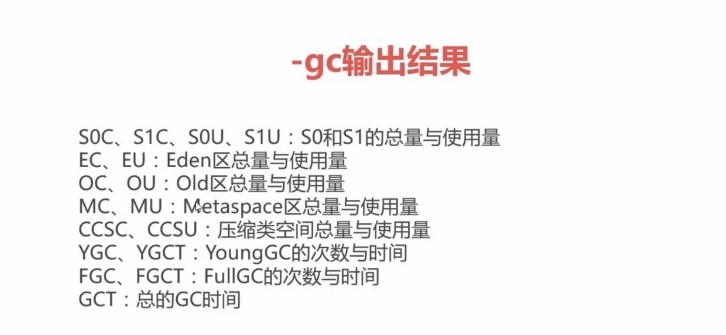 -gc输出结果
S0C、S1C、S0U、S1U：S0和S1的总量与使用量
EC、EU：Eden区总量与使用量
OC、OU：Old区总量与使用量
MC、MU：Metaspace区总量与使用量
CCSC、CCSU：压缩类空间总量与使用量
YGC、YGCT：YoungGC的次数与时间
FGC、FGCT：FullGC的次数与时间
GCT：总的GC时间